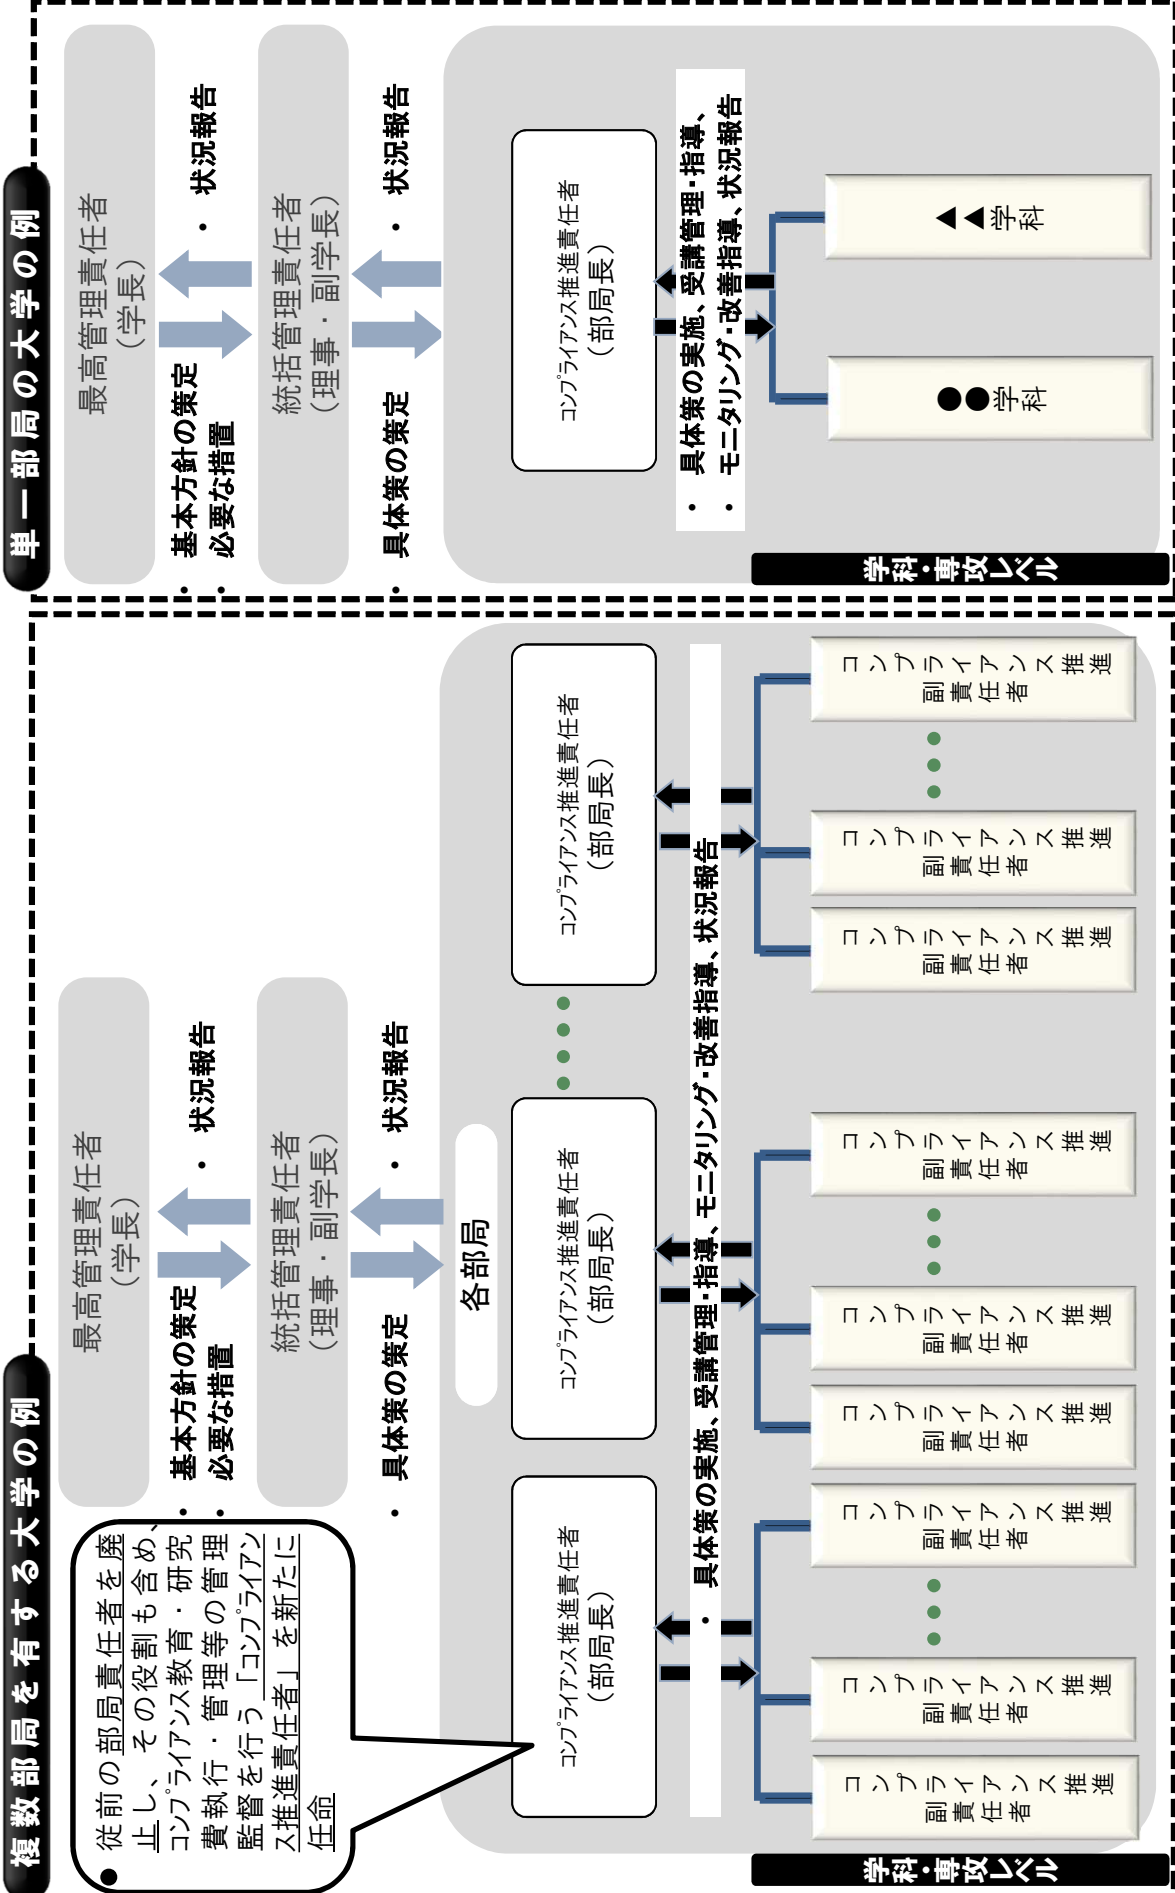 複数部局を有する大学の例
● 従前の部局責任者を廃
止し、その役割も含め、
コンプライアンス教育・研究
費執行・管理等の管理
監督を行う「コンプライアン
ス推進責任者」を新たに
任命
最高管理責任者
（学長）
・ 基本方針の策定
・ 必要な措置
・ 状況報告
統括管理責任者
（理事・副学長）
・ 具体策の策定
・ 状況報告
各部局
コンプライアンス推進責任者
（部局長）
コンプライアンス推進責任者
（部局長）
コンプライアンス推進責任者
（部局長）
・ 具体策の実施、受講管理・指導、モニタリング・改善指導、状況報告
学科・専攻レベル
コンプライアンス推進
副責任者
コンプライアンス推進
副責任者
コンプライアンス推進
副責任者
コンプライアンス推進
副責任者
コンプライアンス推進
副責任者
コンプライアンス推進
副責任者
コンプライアンス推進
副責任者
コンプライアンス推進
副責任者
コンプライアンス推進
副責任者
単一部局の大学の例
最高管理責任者
（学長）
・ 基本方針の策定
・ 必要な措置
・ 状況報告
統括管理責任者
（理事・副学長）
・ 具体策の策定
・ 状況報告
コンプライアンス推進責任者
（部局長）
・ 具体策の実施、受講管理・指導、
・ モニタリング・改善指導、状況報告
学科・専攻レベル
●●学科
▲▲学科